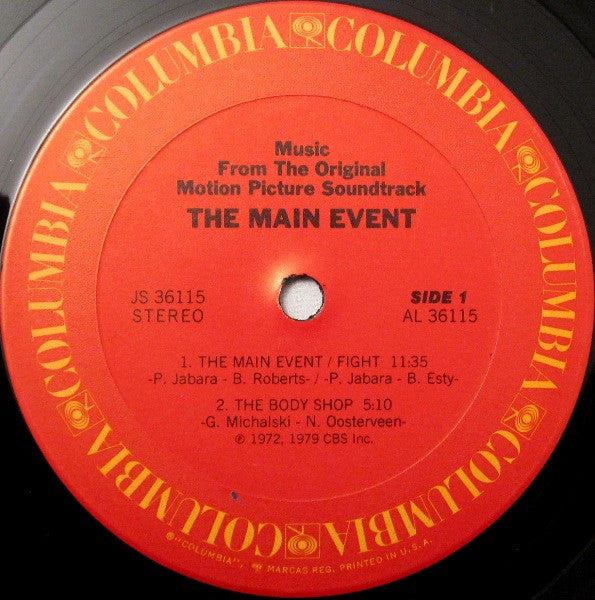 COLUMBIA COLUMBIA COLUMBIA COLUMBIA COLUMBIA COLUMBIA
Music
From The Original
Motion Picture Soundtrack
THE MAIN EVENT
JS 36115
STEREO
SIDE 1
AL 36115
1. THE MAIN EVENT / FIGHT 11:35
-P. Jabara - B. Roberts- / -P. Jabara - B. Esty-
2. THE BODY SHOP 5:10
-G. Michalski - N. Oosterveen-
℗ 1972, 1979 CBS Inc.
®"COLUMBIA", MARCAS REG. PRINTED IN U.S.A.